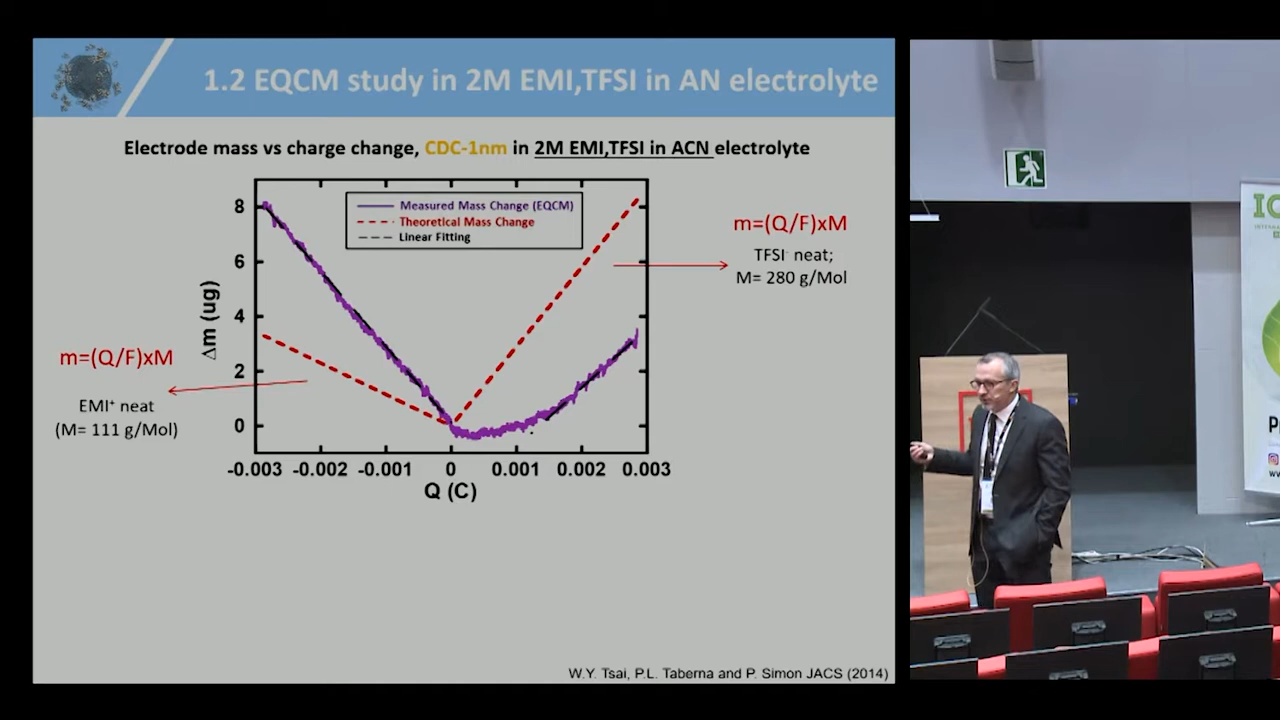 1.2 EQCM study in 2M EMI,TFSI in AN electrolyte
Electrode mass vs charge change, CDC-1nm in 2M EMI,TFSI in ACN electrolyte
Measured Mass Change (EQCM)
Theoretical Mass Change
Linear Fitting
8
6
4
2
0
Δm (ug)
-0.003 -0.002 -0.001 0 0.001 0.002 0.003
Q (C)
m=(Q/F)xM
EMI⁺ neat
(M= 111 g/Mol)
m=(Q/F)xM
TFSI⁻ neat;
M= 280 g/Mol
W.Y. Tsai, P.L. Taberna and P. Simon JACS (2014)